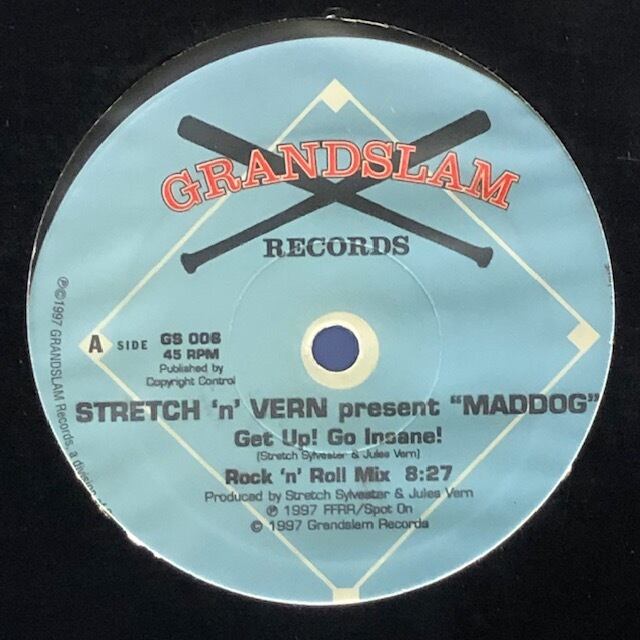 GRANDSLAM
RECORDS
A SIDE
GS 006
45 RPM
Published by
Copyright Control
℗©1997 GRANDSLAM Records, a division
STRETCH 'n' VERN present "MADDOG"
Get Up! Go Insane!
(Stretch Sylvester & Jules Vern)
Rock 'n' Roll Mix 8:27
Produced by Stretch Sylvester & Jules Vern
℗ 1997 FFRR/Spot On
© 1997 Grandslam Records